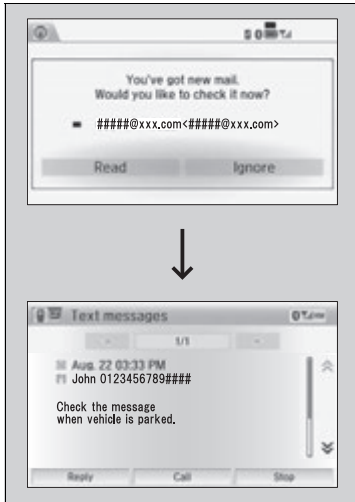 You've got new mail.
Would you like to check it now?
#####@xxx.com<#####@xxx.com>
Read Ignore
Text messages
1/1
Aug. 22 03:33 PM
John 0123456789####
Check the message
when vehicle is parked.
Reply Call Stop